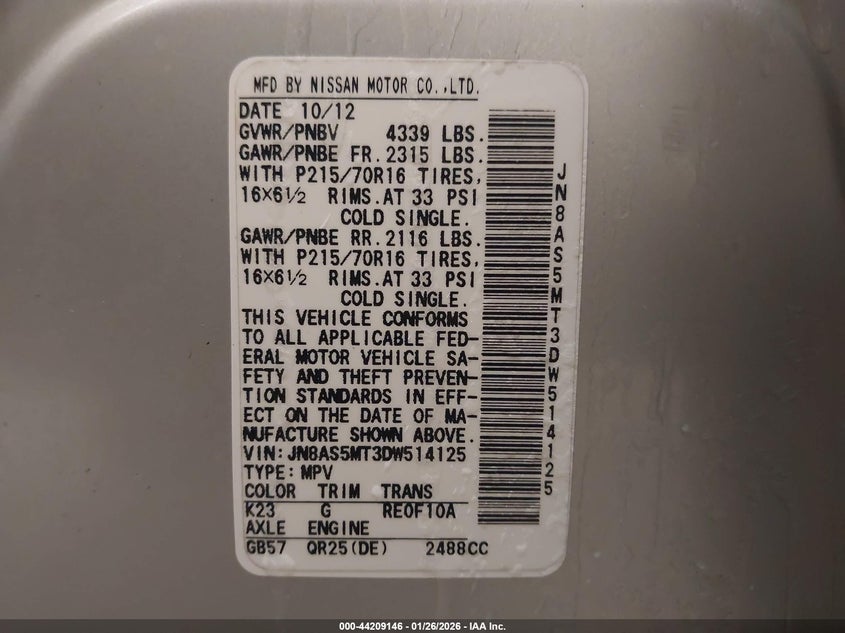 MFD BY NISSAN MOTOR CO.,LTD.
DATE 10/12
GVWR/PNBV 4339 LBS.
GAWR/PNBE FR.2315 LBS.
WITH P215/70R16 TIRES,
16X6½ RIMS.AT 33 PSI
COLD SINGLE.
GAWR/PNBE RR.2116 LBS.
WITH P215/70R16 TIRES,
16X6½ RIMS.AT 33 PSI
COLD SINGLE.
THIS VEHICLE CONFORMS
TO ALL APPLICABLE FED-
ERAL MOTOR VEHICLE SA-
FETY AND THEFT PREVEN-
TION STANDARDS IN EFF-
ECT ON THE DATE OF MA-
NUFACTURE SHOWN ABOVE.
VIN:JN8AS5MT3DW514125
TYPE:MPV
COLOR TRIM TRANS
K23 G RE0F10A
AXLE ENGINE
GB57 QR25(DE) 2488CC
JN8AS5MT3DW514125
000-44209146 - 01/26/2026 - IAA Inc.